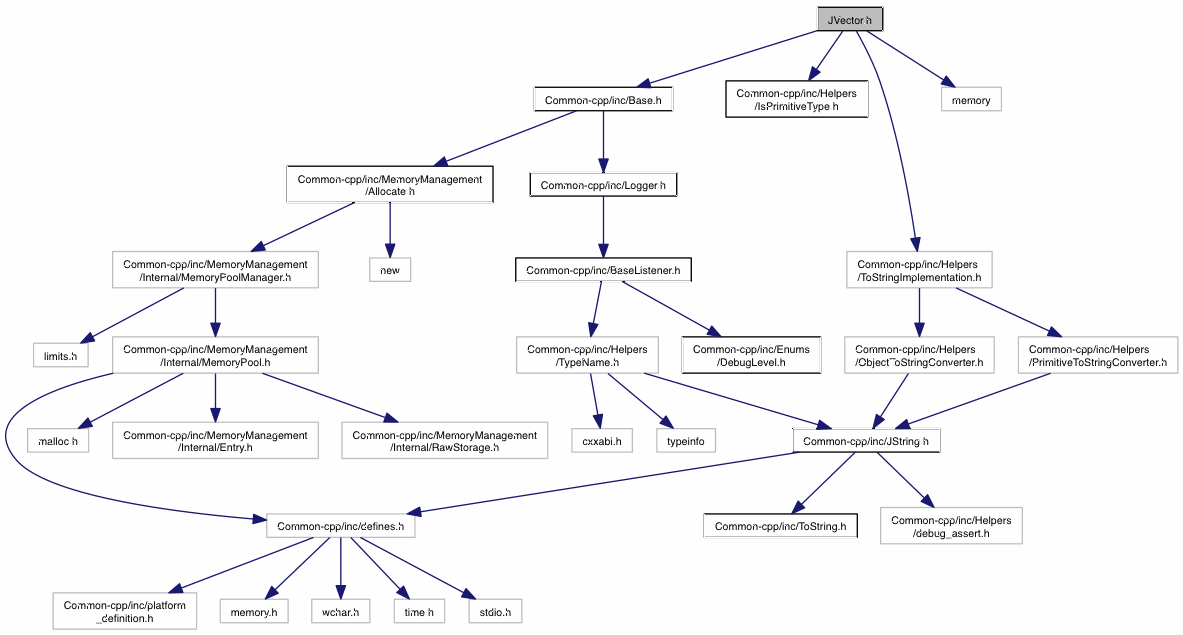 JVector.h
Common-cpp/inc/Base.h
Common-cpp/inc/Helpers
/IsPrimitiveType.h
memory
Common-cpp/inc/MemoryManagement
/Allocate.h
Common-cpp/inc/Logger.h
Common-cpp/inc/MemoryManagement
/Internal/MemoryPoolManager.h
new
Common-cpp/inc/BaseListener.h
Common-cpp/inc/Helpers
/ToStringImplementation.h
limits.h
Common-cpp/inc/MemoryManagement
/Internal/MemoryPool.h
Common-cpp/inc/Helpers
/TypeName.h
Common-cpp/inc/Enums
/DebugLevel.h
Common-cpp/inc/Helpers
/ObjectToStringConverter.h
Common-cpp/inc/Helpers
/PrimitiveToStringConverter.h
malloc.h
Common-cpp/inc/MemoryManagement
/Internal/Entry.h
Common-cpp/inc/MemoryManagement
/Internal/RawStorage.h
cxxabi.h
typeinfo
Common-cpp/inc/JString.h
Common-cpp/inc/defines.h
Common-cpp/inc/ToString.h
Common-cpp/inc/Helpers
/debug_assert.h
Common-cpp/inc/platform
_definition.h
memory.h
wchar.h
time.h
stdio.h